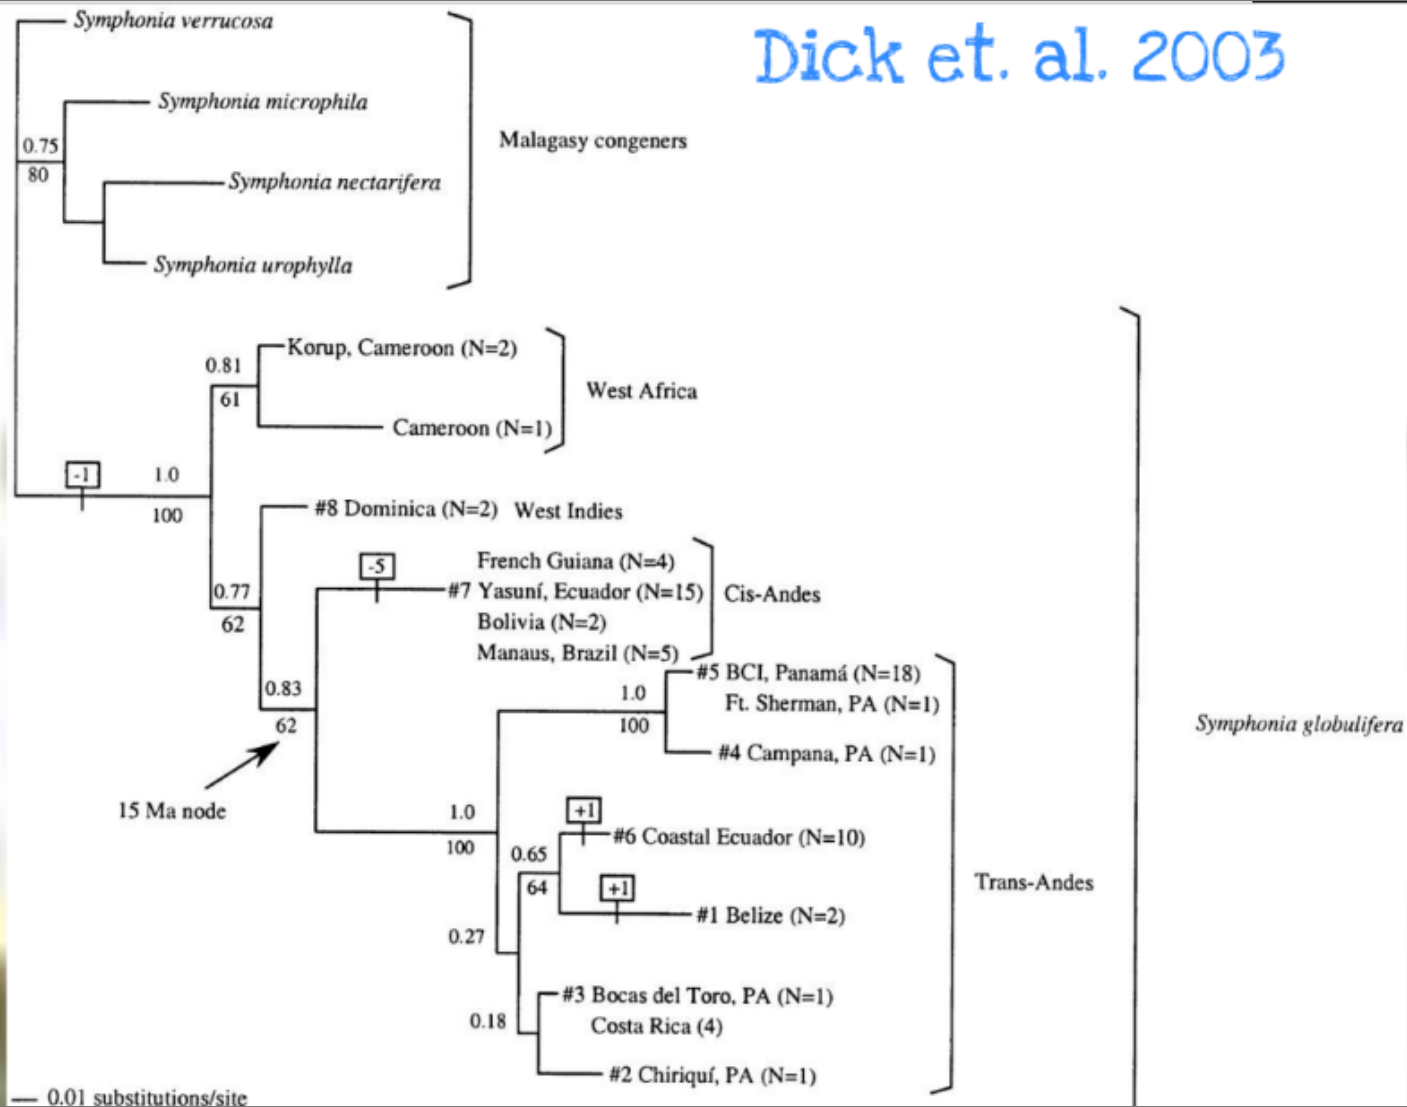 Dick et. al. 2003
Symphonia verrucosa
Symphonia microphila
0.75
80
Malagasy congeners
Symphonia nectarifera
Symphonia urophylla
Korup, Cameroon (N=2)
0.81
61
West Africa
Cameroon (N=1)
-1
1.0
100
#8 Dominica (N=2) West Indies
-5
French Guiana (N=4)
#7 Yasuní, Ecuador (N=15)
Bolivia (N=2)
Manaus, Brazil (N=5)
Cis-Andes
0.77
62
#5 BCI, Panamá (N=18)
Ft. Sherman, PA (N=1)
0.83
62
1.0
100
#4 Campana, PA (N=1)
Symphonia globulifera
15 Ma node
1.0
100
+1
#6 Coastal Ecuador (N=10)
0.65
64
Trans-Andes
+1
#1 Belize (N=2)
0.27
#3 Bocas del Toro, PA (N=1)
Costa Rica (4)
0.18
#2 Chiriquí, PA (N=1)
0.01 substitutions/site